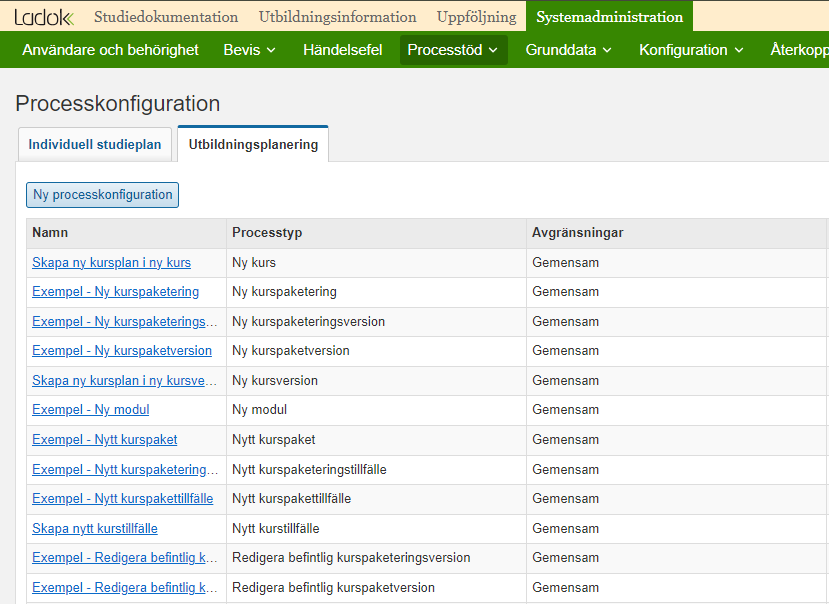 Ladok Studiedokumentation Utbildningsinformation Uppföljning Systemadministration
Användare och behörighet Bevis Händelsefel Processtöd Grunddata Konfiguration Återkopp
Processkonfiguration
Individuell studieplan Utbildningsplanering
Ny processkonfiguration
Namn Processtyp Avgränsningar
Skapa ny kursplan i ny kurs Ny kurs Gemensam
Exempel - Ny kurspaketering Ny kurspaketering Gemensam
Exempel - Ny kurspaketerings... Ny kurspaketeringsversion Gemensam
Exempel - Ny kurspaketversion Ny kurspaketversion Gemensam
Skapa ny kursplan i ny kursve... Ny kursversion Gemensam
Exempel - Ny modul Ny modul Gemensam
Exempel - Nytt kurspaket Nytt kurspaket Gemensam
Exempel - Nytt kurspaketering... Nytt kurspaketeringstillfälle Gemensam
Exempel - Nytt kurspakettillfälle Nytt kurspakettillfälle Gemensam
Skapa nytt kurstillfälle Nytt kurstillfälle Gemensam
Exempel - Redigera befintlig k... Redigera befintlig kurspaketeringsversion Gemensam
Exempel - Redigera befintlig k... Redigera befintlig kurspaketversion Gemensam